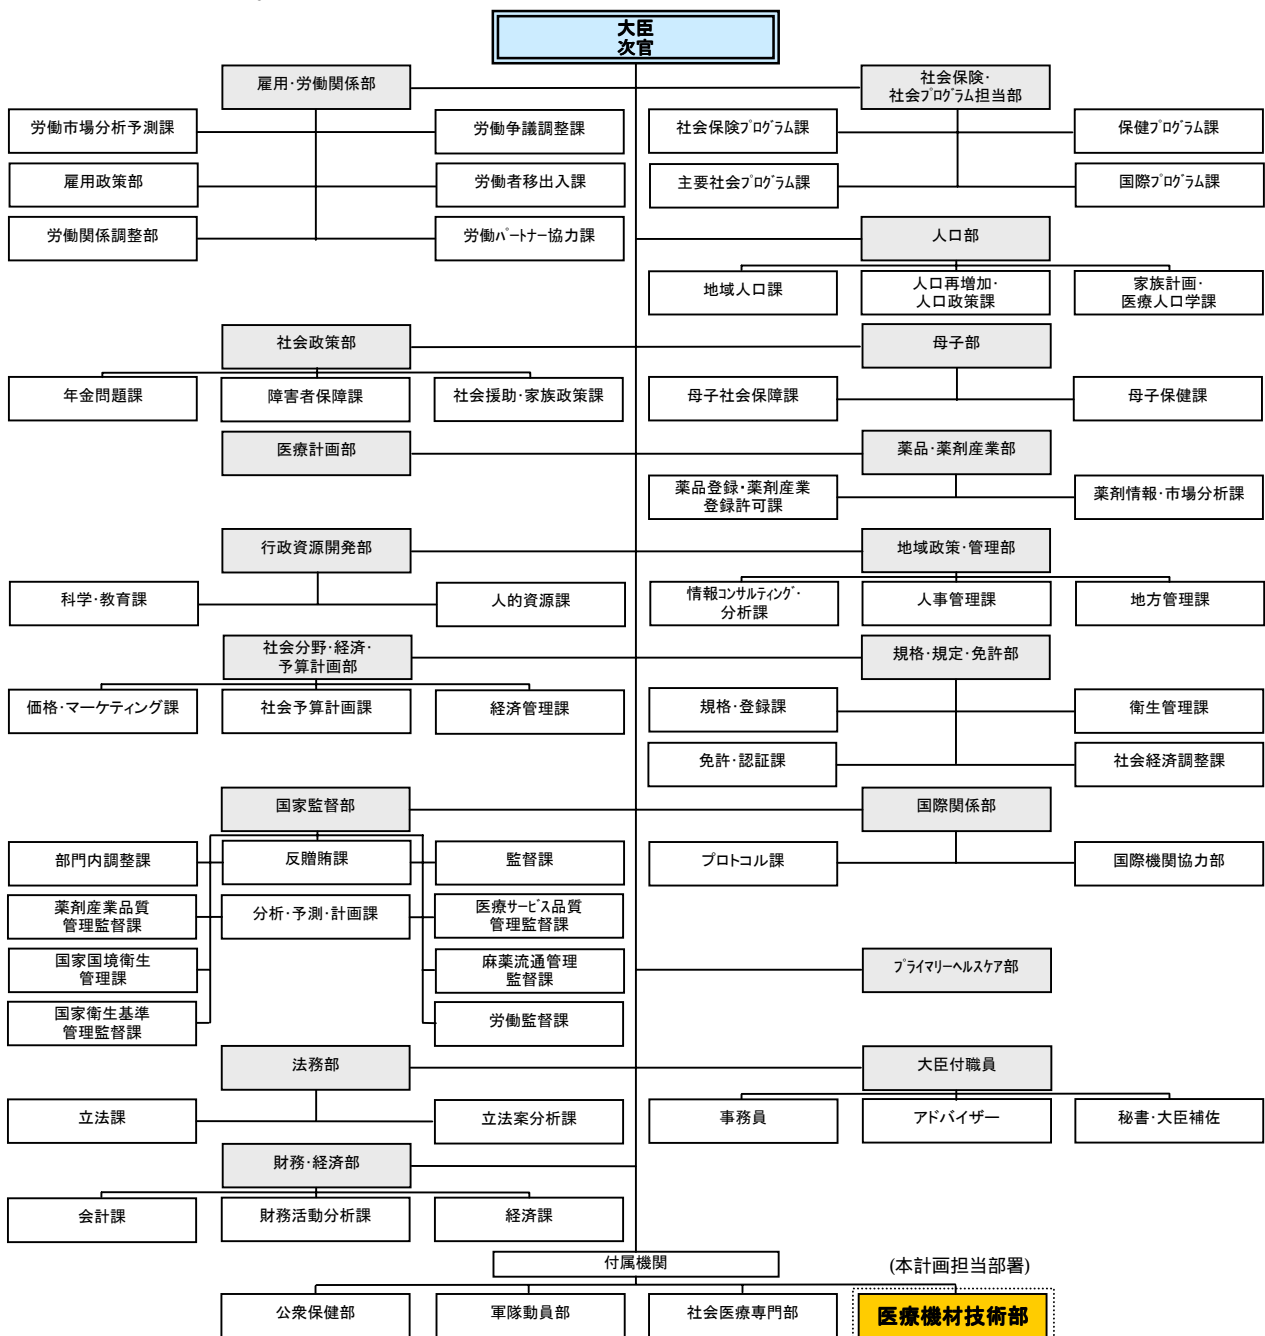 大臣
次官
雇用･労働関係部
社会保険･
社会ﾌﾟﾛｸﾞﾗﾑ担当部
労働市場分析予測課
労働争議調整課
社会保険ﾌﾟﾛｸﾞﾗﾑ課
保健ﾌﾟﾛｸﾞﾗﾑ課
雇用政策部
労働者移出入課
主要社会ﾌﾟﾛｸﾞﾗﾑ課
国際ﾌﾟﾛｸﾞﾗﾑ課
労働関係調整部
労働ﾊﾟｰﾄﾅｰ協力課
人口部
地域人口課
人口再増加･
人口政策課
家族計画･
医療人口学課
社会政策部
母子部
年金問題課
障害者保障課
社会援助･家族政策課
母子社会保障課
母子保健課
医療計画部
薬品･薬剤産業部
薬品登録･薬剤産業
登録許可課
薬剤情報･市場分析課
行政資源開発部
地域政策･管理部
科学･教育課
人的資源課
情報ｺﾝｻﾙﾃｨﾝｸﾞ･
分析課
人事管理課
地方管理課
社会分野･経済･
予算計画部
規格･規定･免許部
価格･マーケティング課
社会予算計画課
経済管理課
規格･登録課
衛生管理課
免許･認証課
社会経済調整課
国家監督部
国際関係部
部門内調整課
反贈賄課
監督課
プロトコル課
国際機関協力部
薬剤産業品質
管理監督課
分析･予測･計画課
医療ｻｰﾋﾞｽ品質
管理監督課
国家国境衛生
管理課
麻薬流通管理
監督課
ﾌﾟﾗｲﾏﾘｰﾍﾙｽｹｱ部
国家衛生基準
管理監督課
労働監督課
法務部
大臣付職員
立法課
立法案分析課
事務員
アドバイザー
秘書･大臣補佐
財務･経済部
会計課
財務活動分析課
経済課
付属機関
(本計画担当部署)
公衆保健部
軍隊動員部
社会医療専門部
医療機材技術部